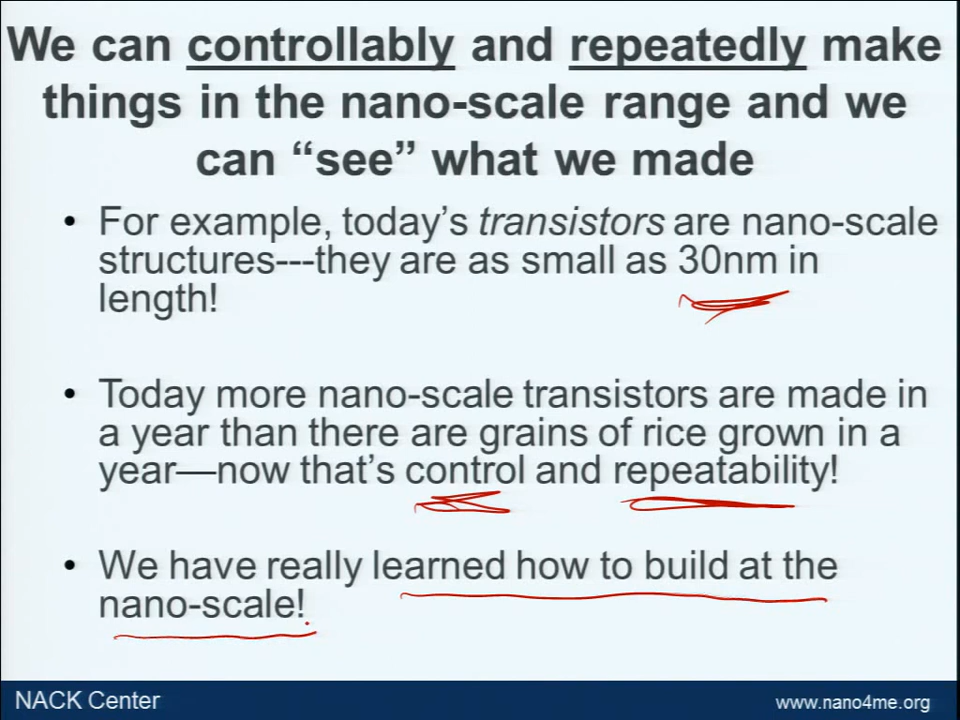 We can controllably and repeatedly make
things in the nano-scale range and we
can “see” what we made
• For example, today’s transistors are nano-scale
structures---they are as small as 30nm in
length!
• Today more nano-scale transistors are made in
a year than there are grains of rice grown in a
year—now that’s control and repeatability!
• We have really learned how to build at the
nano-scale!
NACK Center
www.nano4me.org